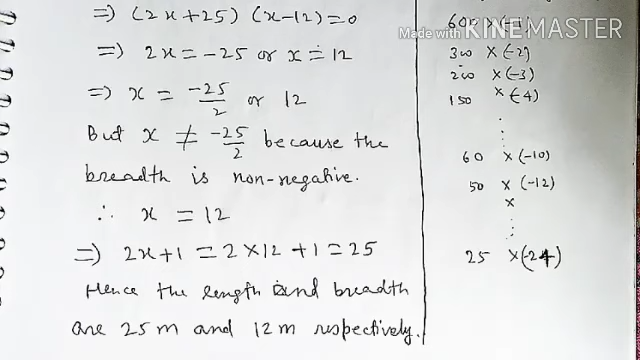 ⇒ (2x+25) (x-12)=0
⇒ 2x = -25 or x = 12
⇒ x = -25/2 or 12
But x ≠ -25/2 because the
breadth is non-negative.
∴ x = 12
⇒ 2x+1 = 2×12 +1 = 25
Hence the length and breadth
are 25 m and 12 m respectively.
Made with KINEMASTER
600 × (-1)
300 × (-2)
200 × (-3)
150 × (-4)
60 × (-10)
50 × (-12)
×
25 × (-24)